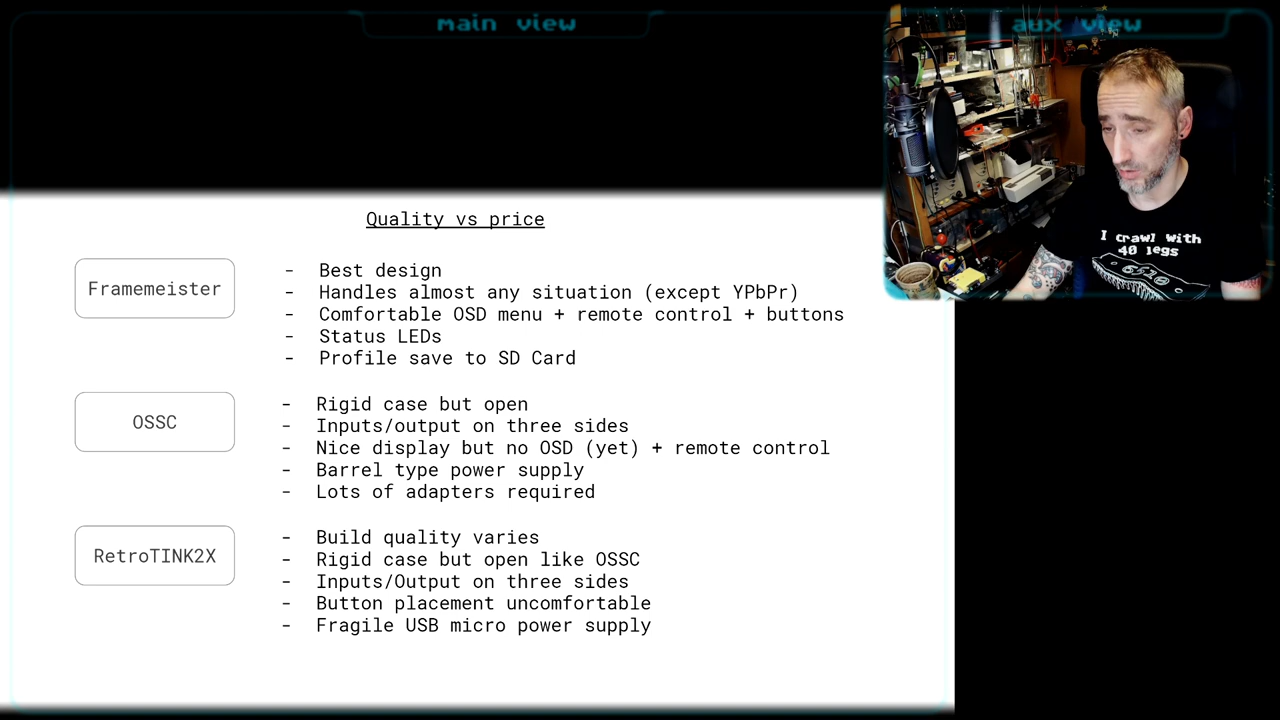 main view
aux view
I crawl with
40 legs
6510
Quality vs price
Framemeister
- Best design
- Handles almost any situation (except YPbPr)
- Comfortable OSD menu + remote control + buttons
- Status LEDs
- Profile save to SD Card
OSSC
- Rigid case but open
- Inputs/output on three sides
- Nice display but no OSD (yet) + remote control
- Barrel type power supply
- Lots of adapters required
RetroTINK2X
- Build quality varies
- Rigid case but open like OSSC
- Inputs/Output on three sides
- Button placement uncomfortable
- Fragile USB micro power supply